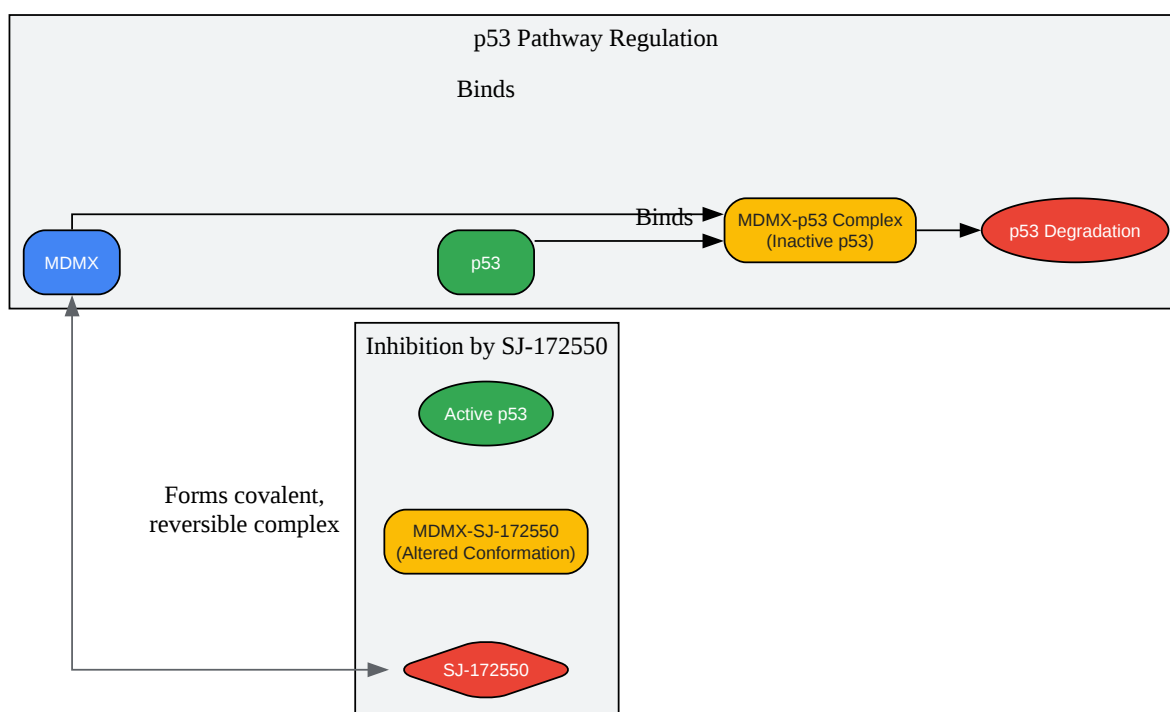 p53 Pathway Regulation
Binds
Binds
MDMX-p53 Complex
(Inactive p53)
p53 Degradation
MDMX
p53
Inhibition by SJ-172550
Active p53
Forms covalent,
reversible complex
MDMX-SJ-172550
(Altered Conformation)
SJ-172550